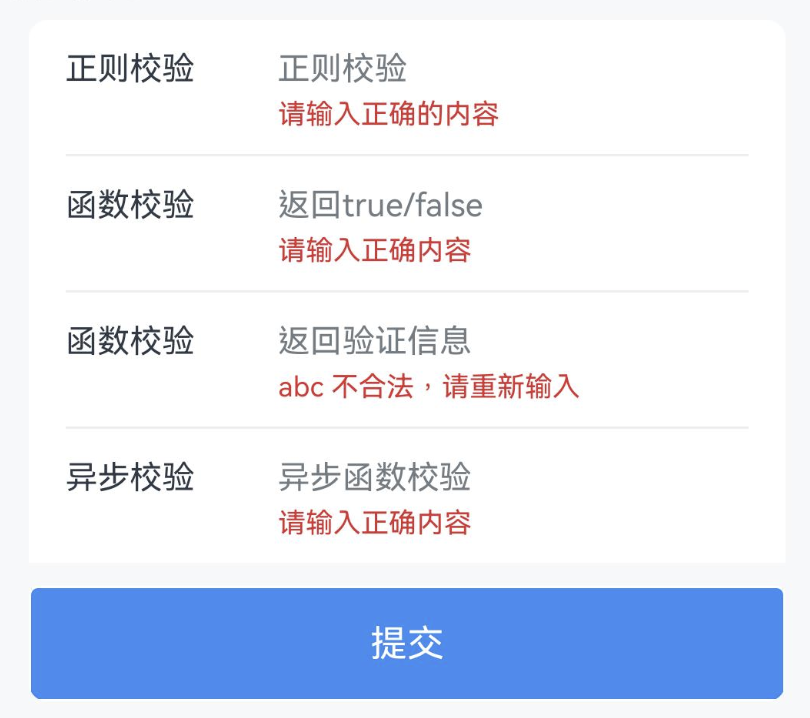 正则校验 正则校验
请输入正确的内容
函数校验 返回true/false
请输入正确内容
函数校验 返回验证信息
abc 不合法，请重新输入
异步校验 异步函数校验
请输入正确内容
提交